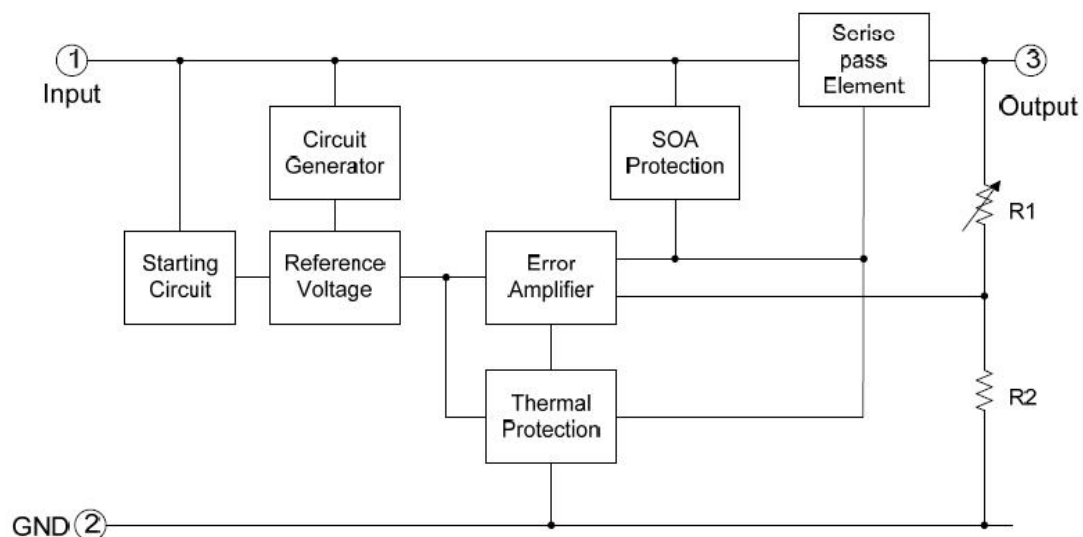 Serise
pass
Element
1
Input
3
Output
Circuit
Generator
SOA
Protection
R1
Starting
Circuit
Reference
Voltage
Error
Amplifier
Thermal
Protection
R2
GND 2